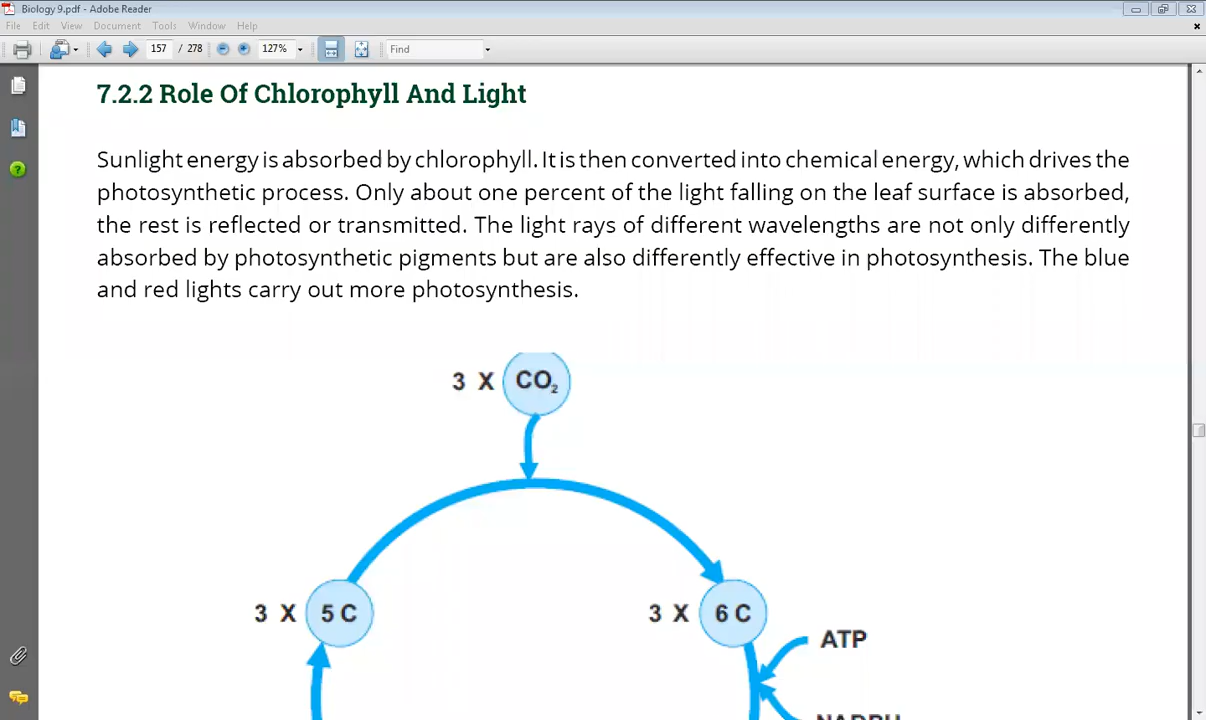 Biology 9.pdf - Adobe Reader
File Edit View Document Tools Window Help
157 / 278 127% Find
7.2.2 Role Of Chlorophyll And Light
Sunlight energy is absorbed by chlorophyll. It is then converted into chemical energy, which drives the
photosynthetic process. Only about one percent of the light falling on the leaf surface is absorbed,
the rest is reflected or transmitted. The light rays of different wavelengths are not only differently
absorbed by photosynthetic pigments but are also differently effective in photosynthesis. The blue
and red lights carry out more photosynthesis.
3 X CO₂
3 X 5 C 3 X 6 C
ATP
NADPH